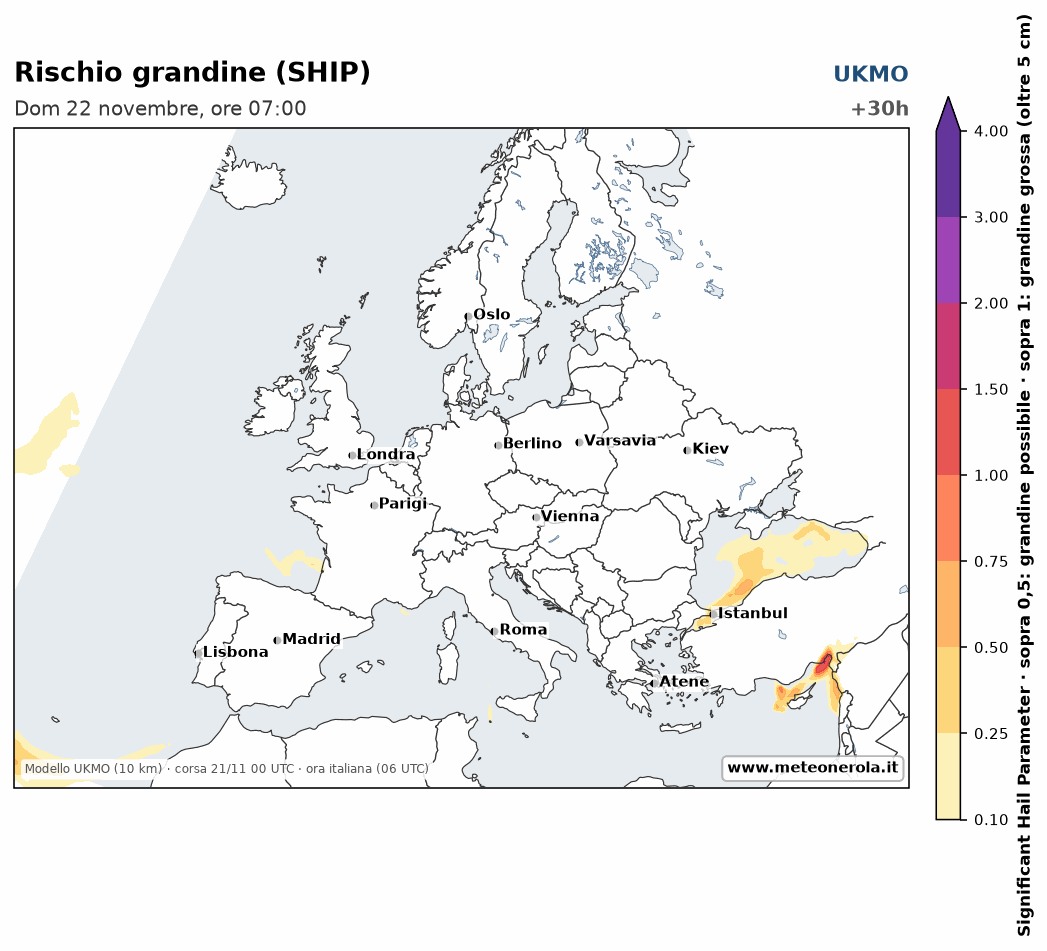 Rischio grandine (SHIP)
UKMO
Dom 22 novembre, ore 07:00
+30h
Oslo
Berlino
Varsavia
Kiev
Londra
Parigi
Vienna
Istanbul
Roma
Madrid
Lisbona
Atene
Modello UKMO (10 km) · corsa 21/11 00 UTC · ora italiana (06 UTC)
www.meteonerola.it
4.00
3.00
2.00
1.50
1.00
0.75
0.50
0.25
0.10
Significant Hail Parameter · sopra 0,5: grandine possibile · sopra 1: grandine grossa (oltre 5 cm)